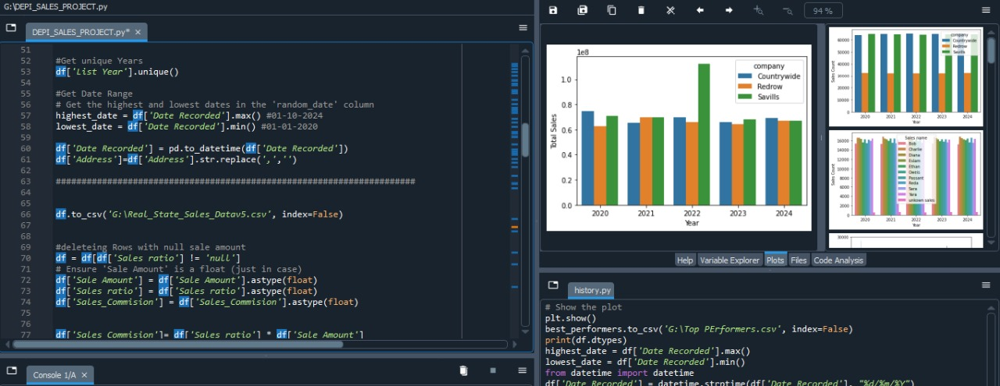 G:\DEPI_SALES_PROJECT.py
DEPI_SALES_PROJECT.py*
51
52 #Get unique Years
53 df['List Year'].unique()
54
55 #Get Date Range
56 # Get the highest and lowest dates in the 'random_date' column
57 highest_date = df['Date Recorded'].max() #01-10-2024
58 lowest_date = df['Date Recorded'].min() #01-01-2020
59
60 df['Date Recorded'] = pd.to_datetime(df['Date Recorded'])
61 df['Address']=df['Address'].str.replace(',','')
62
63 ######################################################################
64
65
66 df.to_csv('G:\Real_State_Sales_Datav5.csv', index=False)
67
68
69 #deleteing Rows with null sale amount
70 df = df[df['Sales ratio'] != 'null']
71 # Ensure 'Sale Amount' is a float (just in case)
72 df['Sale Amount'] = df['Sale Amount'].astype(float)
73 df['Sales ratio'] = df['Sales ratio'].astype(float)
74 df['Sales_Commision'] = df['Sales_Commision'].astype(float)
75
76
77 df['Sales Commision']= df['Sales ratio'] * df['Sale Amount']
Console 1/A
94 %
1e8
Total Sales
1.0
0.8
0.6
0.4
0.2
0.0
company
Countrywide
Redrow
Savills
2020 2021 2022 2023 2024
Year
Sales Count
60000
50000
40000
30000
20000
10000
0
company
Countrywide
Redrow
Savills
2020 2021 2022 2023 2024
Year
Sales Count
16000
14000
12000
10000
8000
6000
4000
2000
0
Sales name
Bob
Charlie
Diana
Eslam
Ethan
Oweis
Passant
Reda
Sara
Yara
unkown sales
2020 2021 2022 2023 2024
Year
30000
Help Variable Explorer Plots Files Code Analysis
history.py
# Show the plot
plt.show()
best_performers.to_csv('G:\Top PErformers.csv', index=False)
print(df.dtypes)
highest_date = df['Date Recorded'].max()
lowest_date = df['Date Recorded'].min()
from datetime import datetime
df['Date Recorded'] = datetime.strptime(df['Date Recorded'], "%d/%m/%Y")